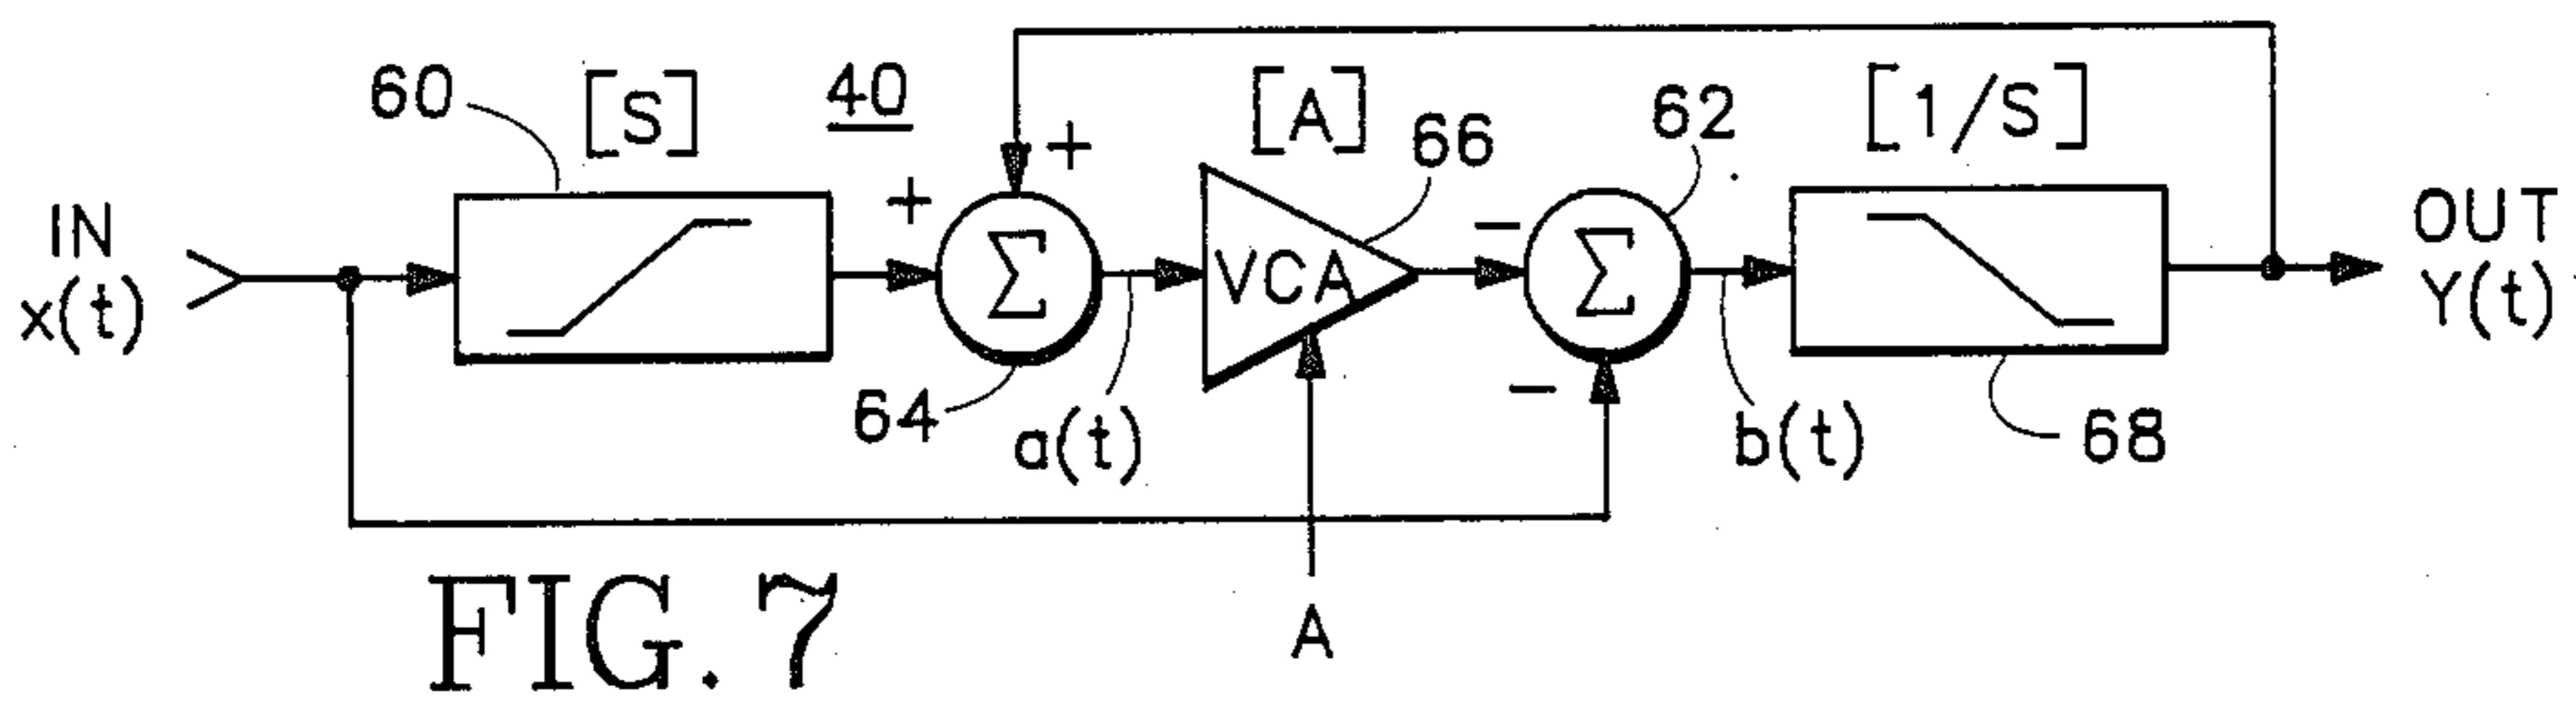 60
[S]
40
+
[A]
66
62
[1/S]
IN
x(t)
+
Σ
VCA
−
Σ
OUT
Y(t)
64
a(t)
−
b(t)
68
A
FIG. 7